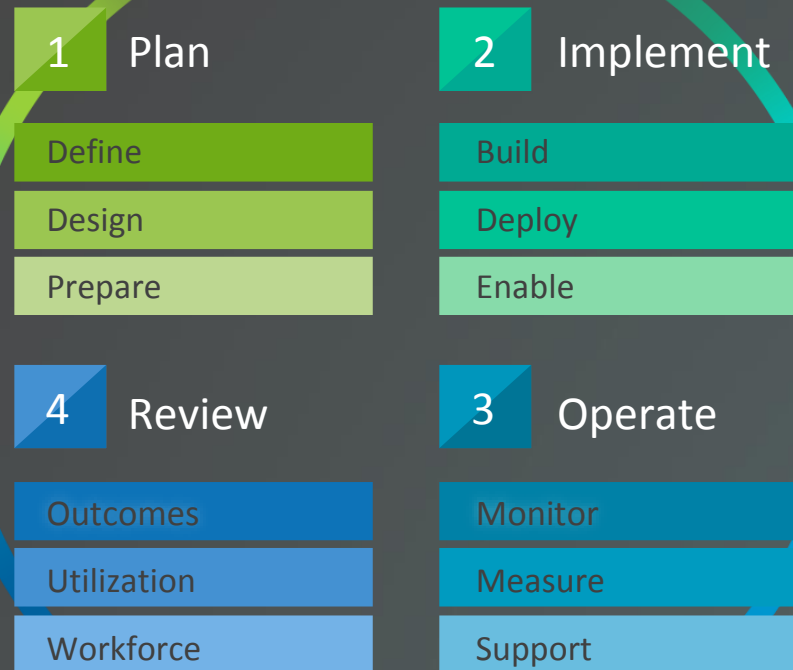 1 Plan
Define
Design
Prepare
2 Implement
Build
Deploy
Enable
4 Review
Outcomes
Utilization
Workforce
3 Operate
Monitor
Measure
Support